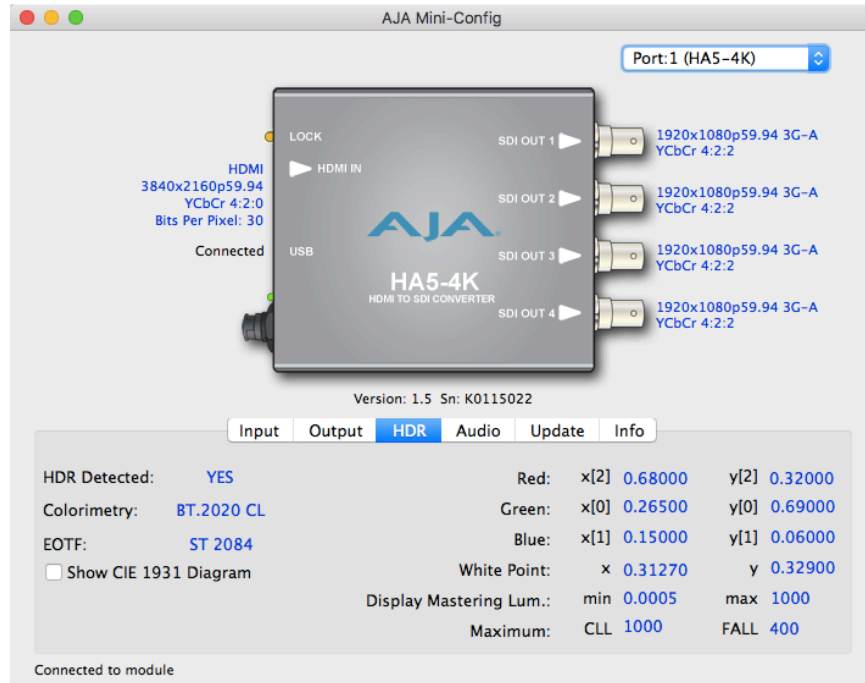 AJA Mini-Config
Port:1 (HA5-4K)
LOCK
HDMI IN
USB
HDMI
3840x2160p59.94
YCbCr 4:2:0
Bits Per Pixel: 30
Connected
AJA
HA5-4K
HDMI TO SDI CONVERTER
SDI OUT 1
1920x1080p59.94 3G-A
YCbCr 4:2:2
SDI OUT 2
1920x1080p59.94 3G-A
YCbCr 4:2:2
SDI OUT 3
1920x1080p59.94 3G-A
YCbCr 4:2:2
SDI OUT 4
1920x1080p59.94 3G-A
YCbCr 4:2:2
Version: 1.5 Sn: K0115022
Input Output HDR Audio Update Info
HDR Detected: YES
Colorimetry: BT.2020 CL
EOTF: ST 2084
Show CIE 1931 Diagram
Red: x[2] 0.68000 y[2] 0.32000
Green: x[0] 0.26500 y[0] 0.69000
Blue: x[1] 0.15000 y[1] 0.06000
White Point: x 0.31270 y 0.32900
Display Mastering Lum.: min 0.0005 max 1000
Maximum: CLL 1000 FALL 400
Connected to module